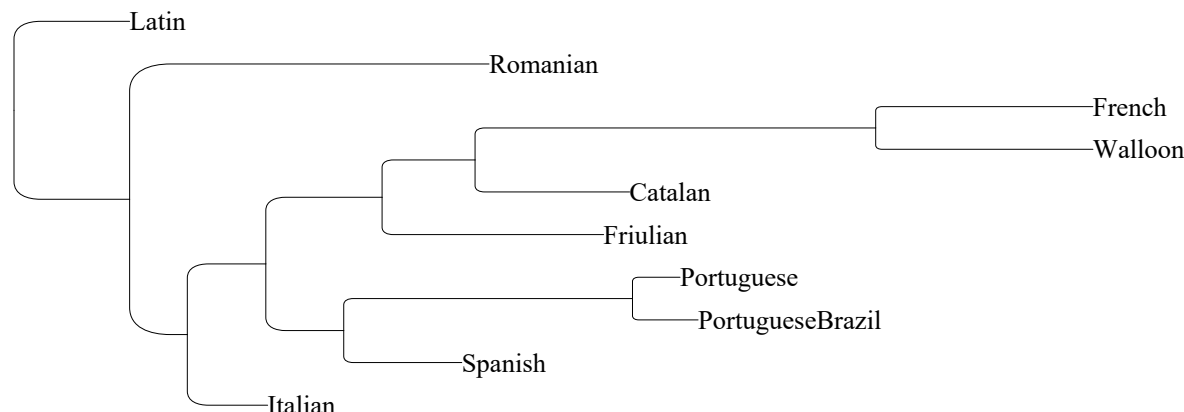 Latin
Romanian
French
Walloon
Catalan
Friulian
Portuguese
PortugueseBrazil
Spanish
Italian